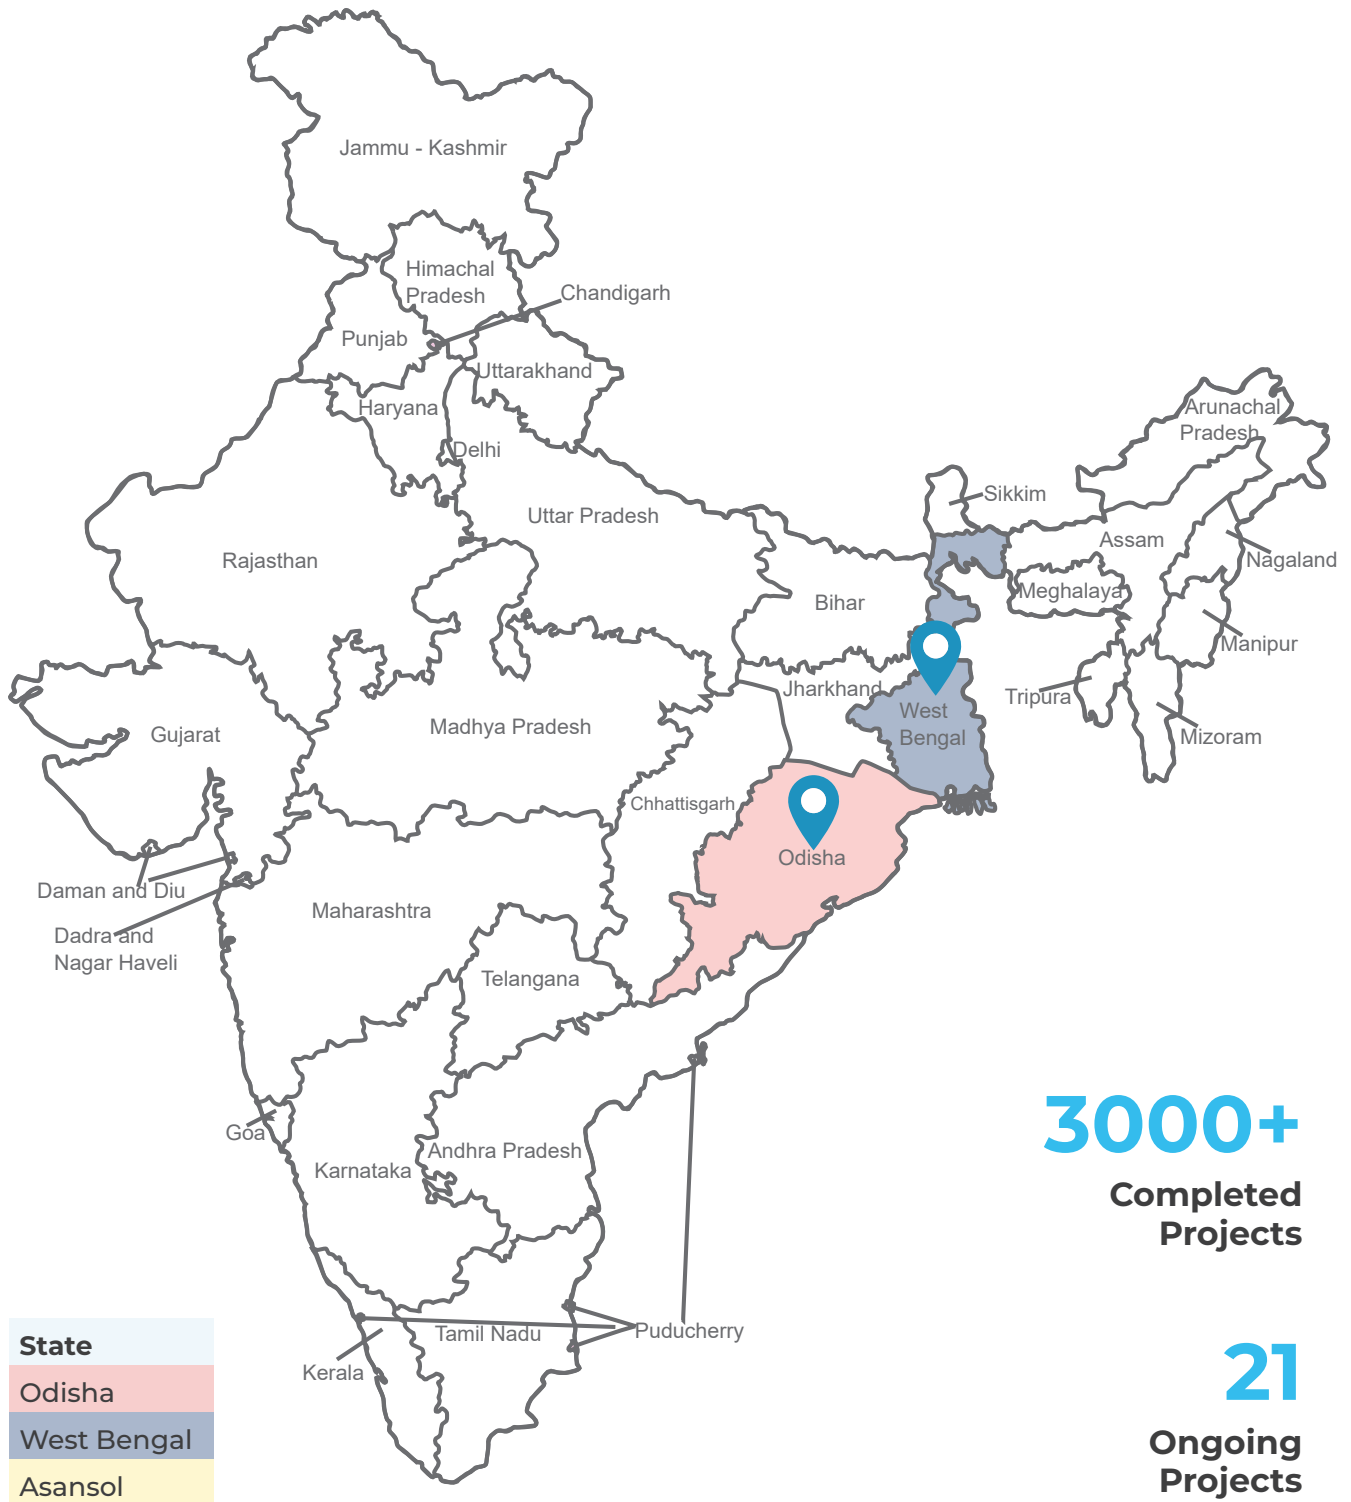 Jammu - Kashmir
Himachal
Pradesh
Chandigarh
Punjab
Uttarakhand
Haryana
Delhi
Arunachal
Pradesh
Sikkim
Uttar Pradesh
Assam
Rajasthan
Nagaland
Meghalaya
Bihar
Manipur
Jharkhand
Tripura
West
Bengal
Madhya Pradesh
Gujarat
Mizoram
Chhattisgarh
Odisha
Daman and Diu
Maharashtra
Dadra and
Nagar Haveli
Telangana
Goa
Andhra Pradesh
Karnataka
Puducherry
Tamil Nadu
Kerala
3000+
Completed
Projects
21
Ongoing
Projects
State
Odisha
West Bengal
Asansol